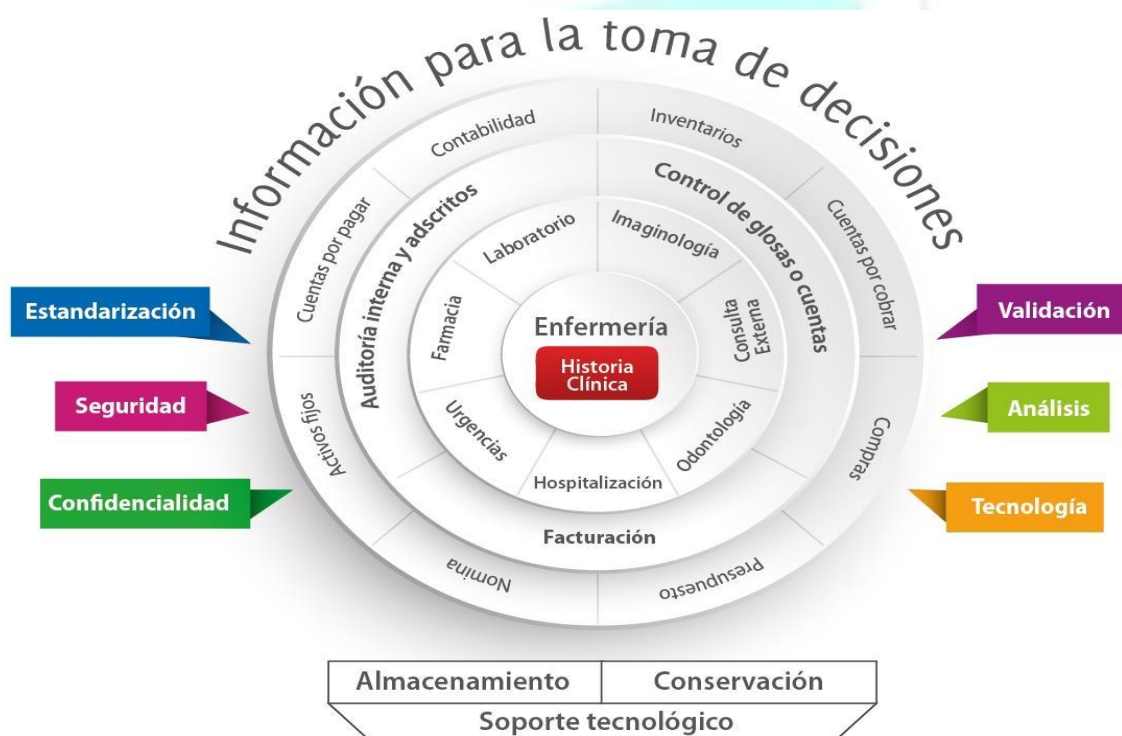 Información para la toma de decisiones
Contabilidad
Inventarios
Cuentas por pagar
Cuentas por cobrar
Activos fijos
Compras
Nomina
Presupuesto
Auditoría interna y adscritos
Control de glosas o cuentas
Facturación
Laboratorio
Imaginología
Farmacia
Consulta
Externa
Urgencias
Odontología
Hospitalización
Enfermería
Historia
Clínica
Estandarización
Seguridad
Confidencialidad
Validación
Análisis
Tecnología
Almacenamiento
Conservación
Soporte tecnológico